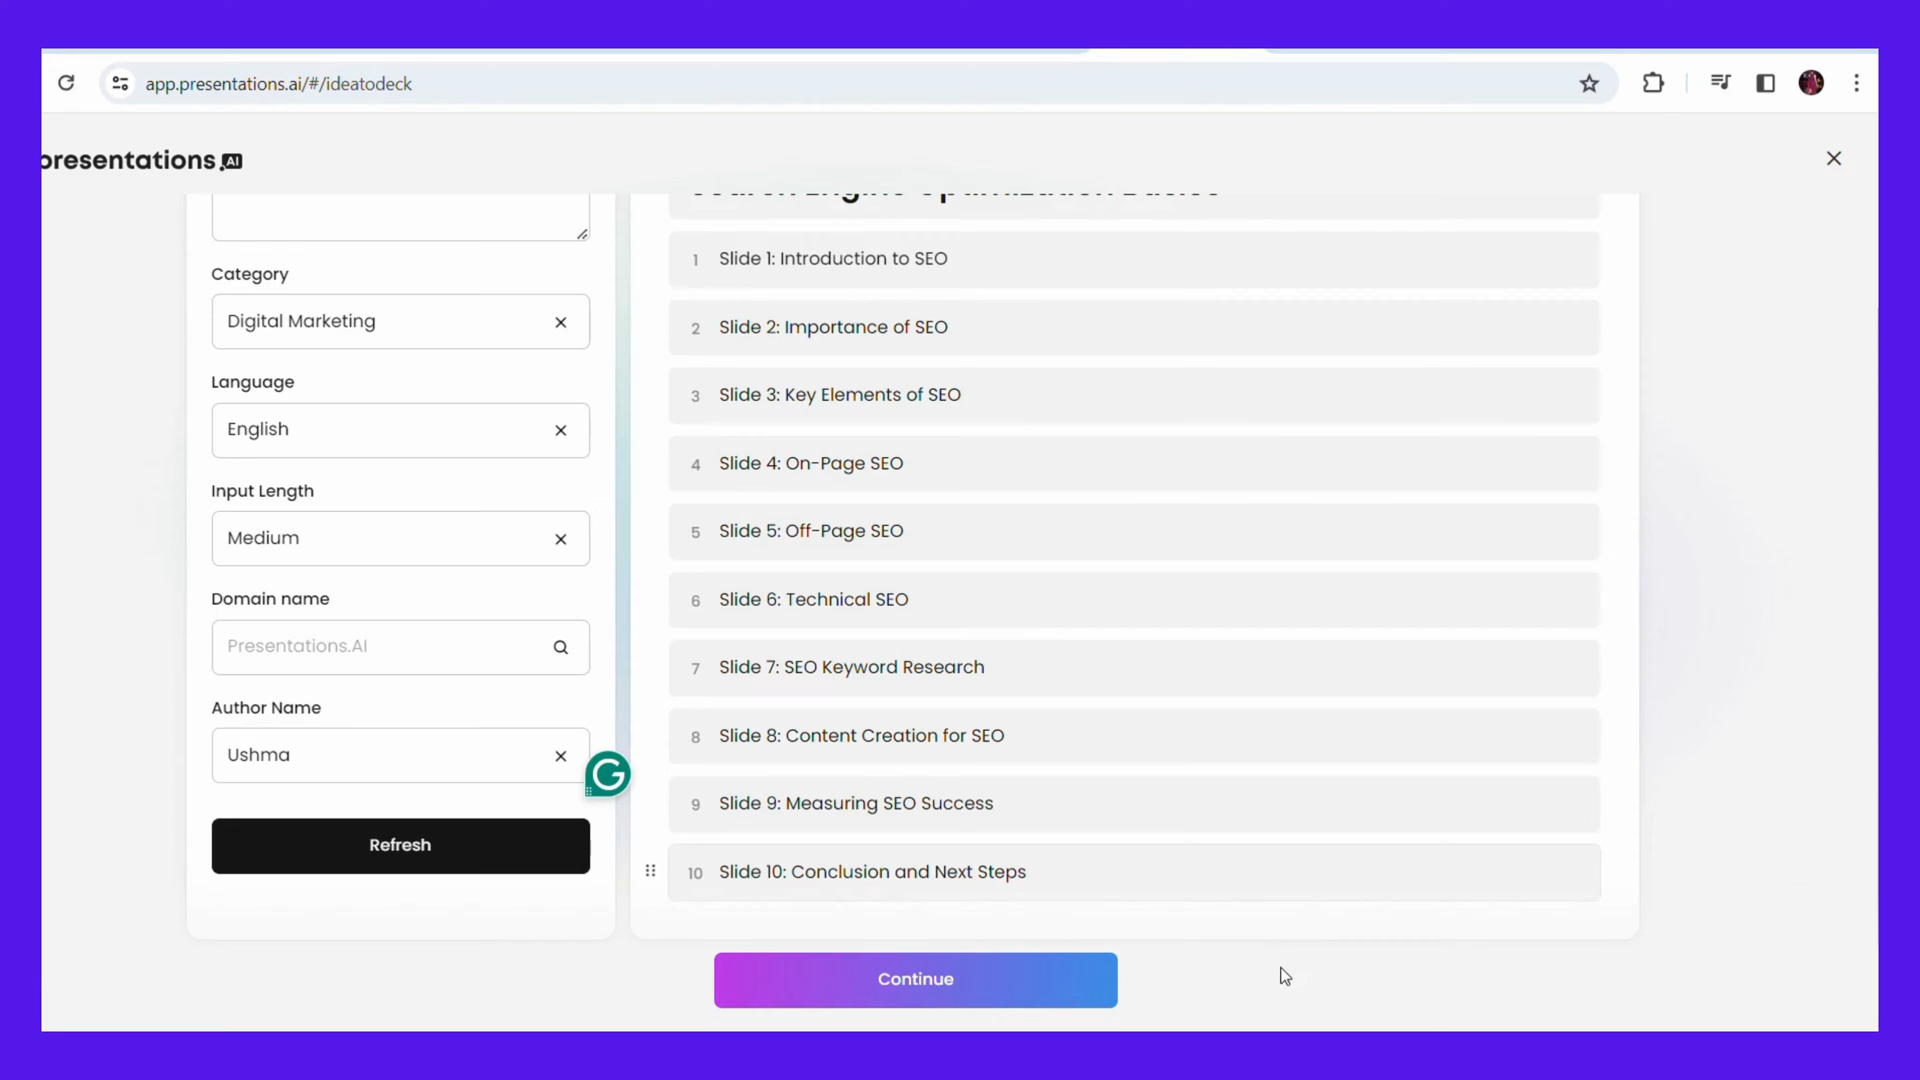 app.presentations.ai/#/ideatodeck
presentations.AI
Search Engine Optimization Basics
Category
Digital Marketing
Language
English
Input Length
Medium
Domain name
Presentations.AI
Author Name
Ushma
Refresh
1 Slide 1: Introduction to SEO
2 Slide 2: Importance of SEO
3 Slide 3: Key Elements of SEO
4 Slide 4: On-Page SEO
5 Slide 5: Off-Page SEO
6 Slide 6: Technical SEO
7 Slide 7: SEO Keyword Research
8 Slide 8: Content Creation for SEO
9 Slide 9: Measuring SEO Success
10 Slide 10: Conclusion and Next Steps
Continue